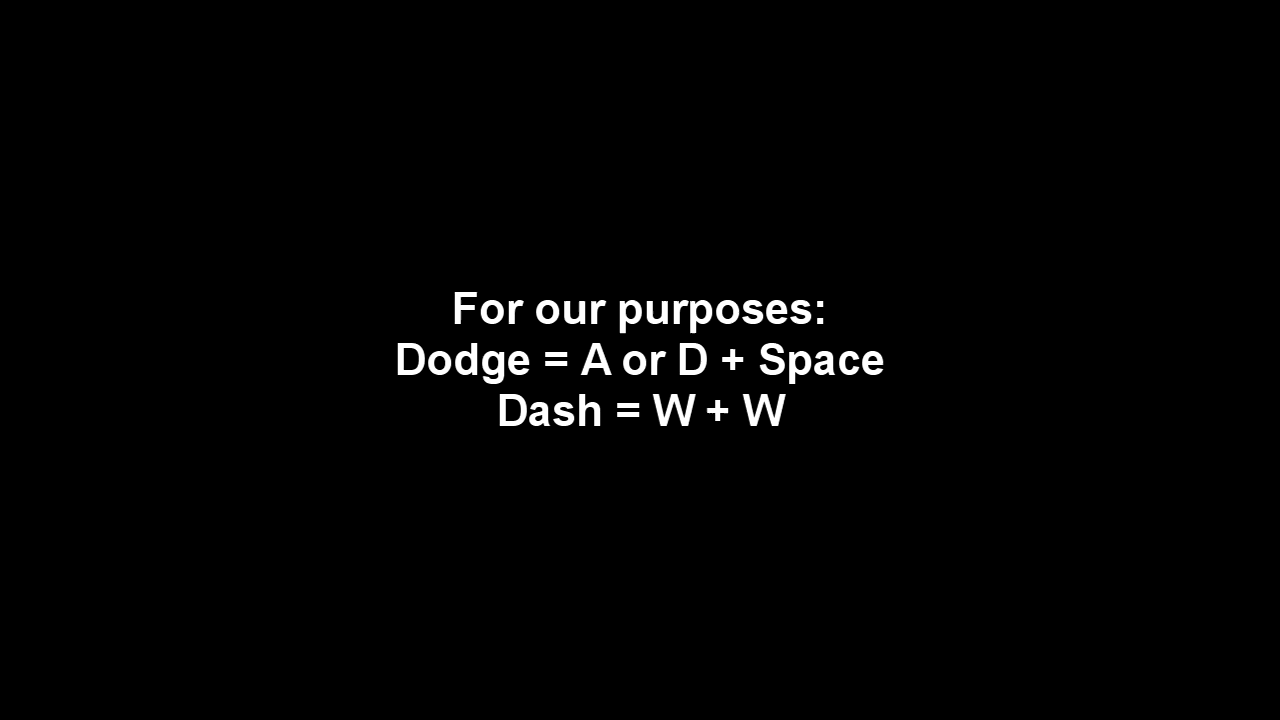 For our purposes:
Dodge = A or D + Space
Dash = W + W